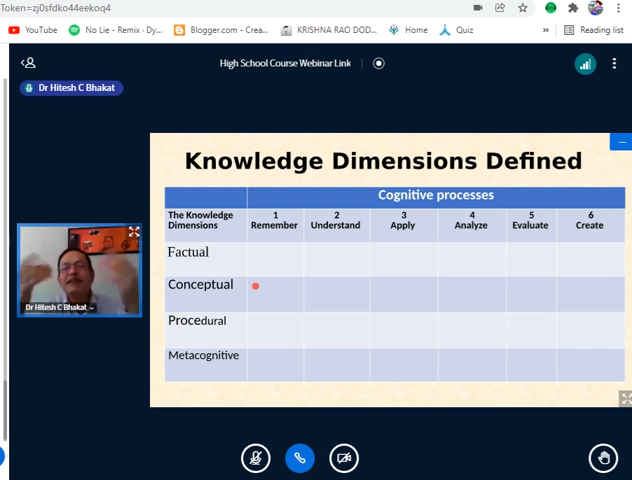 Token=zj0sfdko44eekoq4
YouTube
No Lie - Remix · Dy...
Blogger.com - Crea...
KRISHNA RAO DOD...
Home
Quiz
»
Reading list
High School Course Webinar Link
Dr Hitesh C Bhakat
Knowledge Dimensions Defined
Cognitive processes
The Knowledge Dimensions
1 Remember
2 Understand
3 Apply
4 Analyze
5 Evaluate
6 Create
Factual
Conceptual
Procedural
Metacognitive
Dr Hitesh C Bhakat